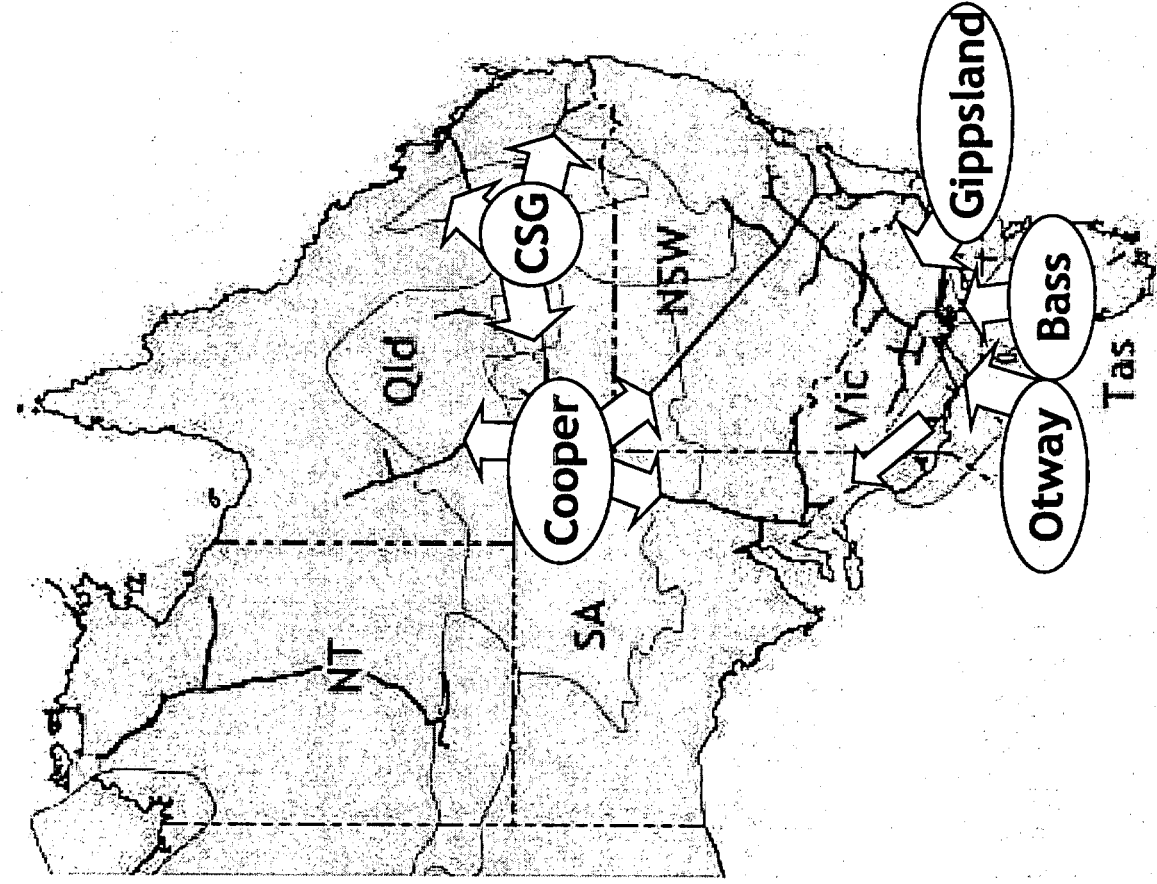 NT
Qld
CSG
Cooper
SA
NSW
Vic
Gippsland
Bass
Otway
Tas